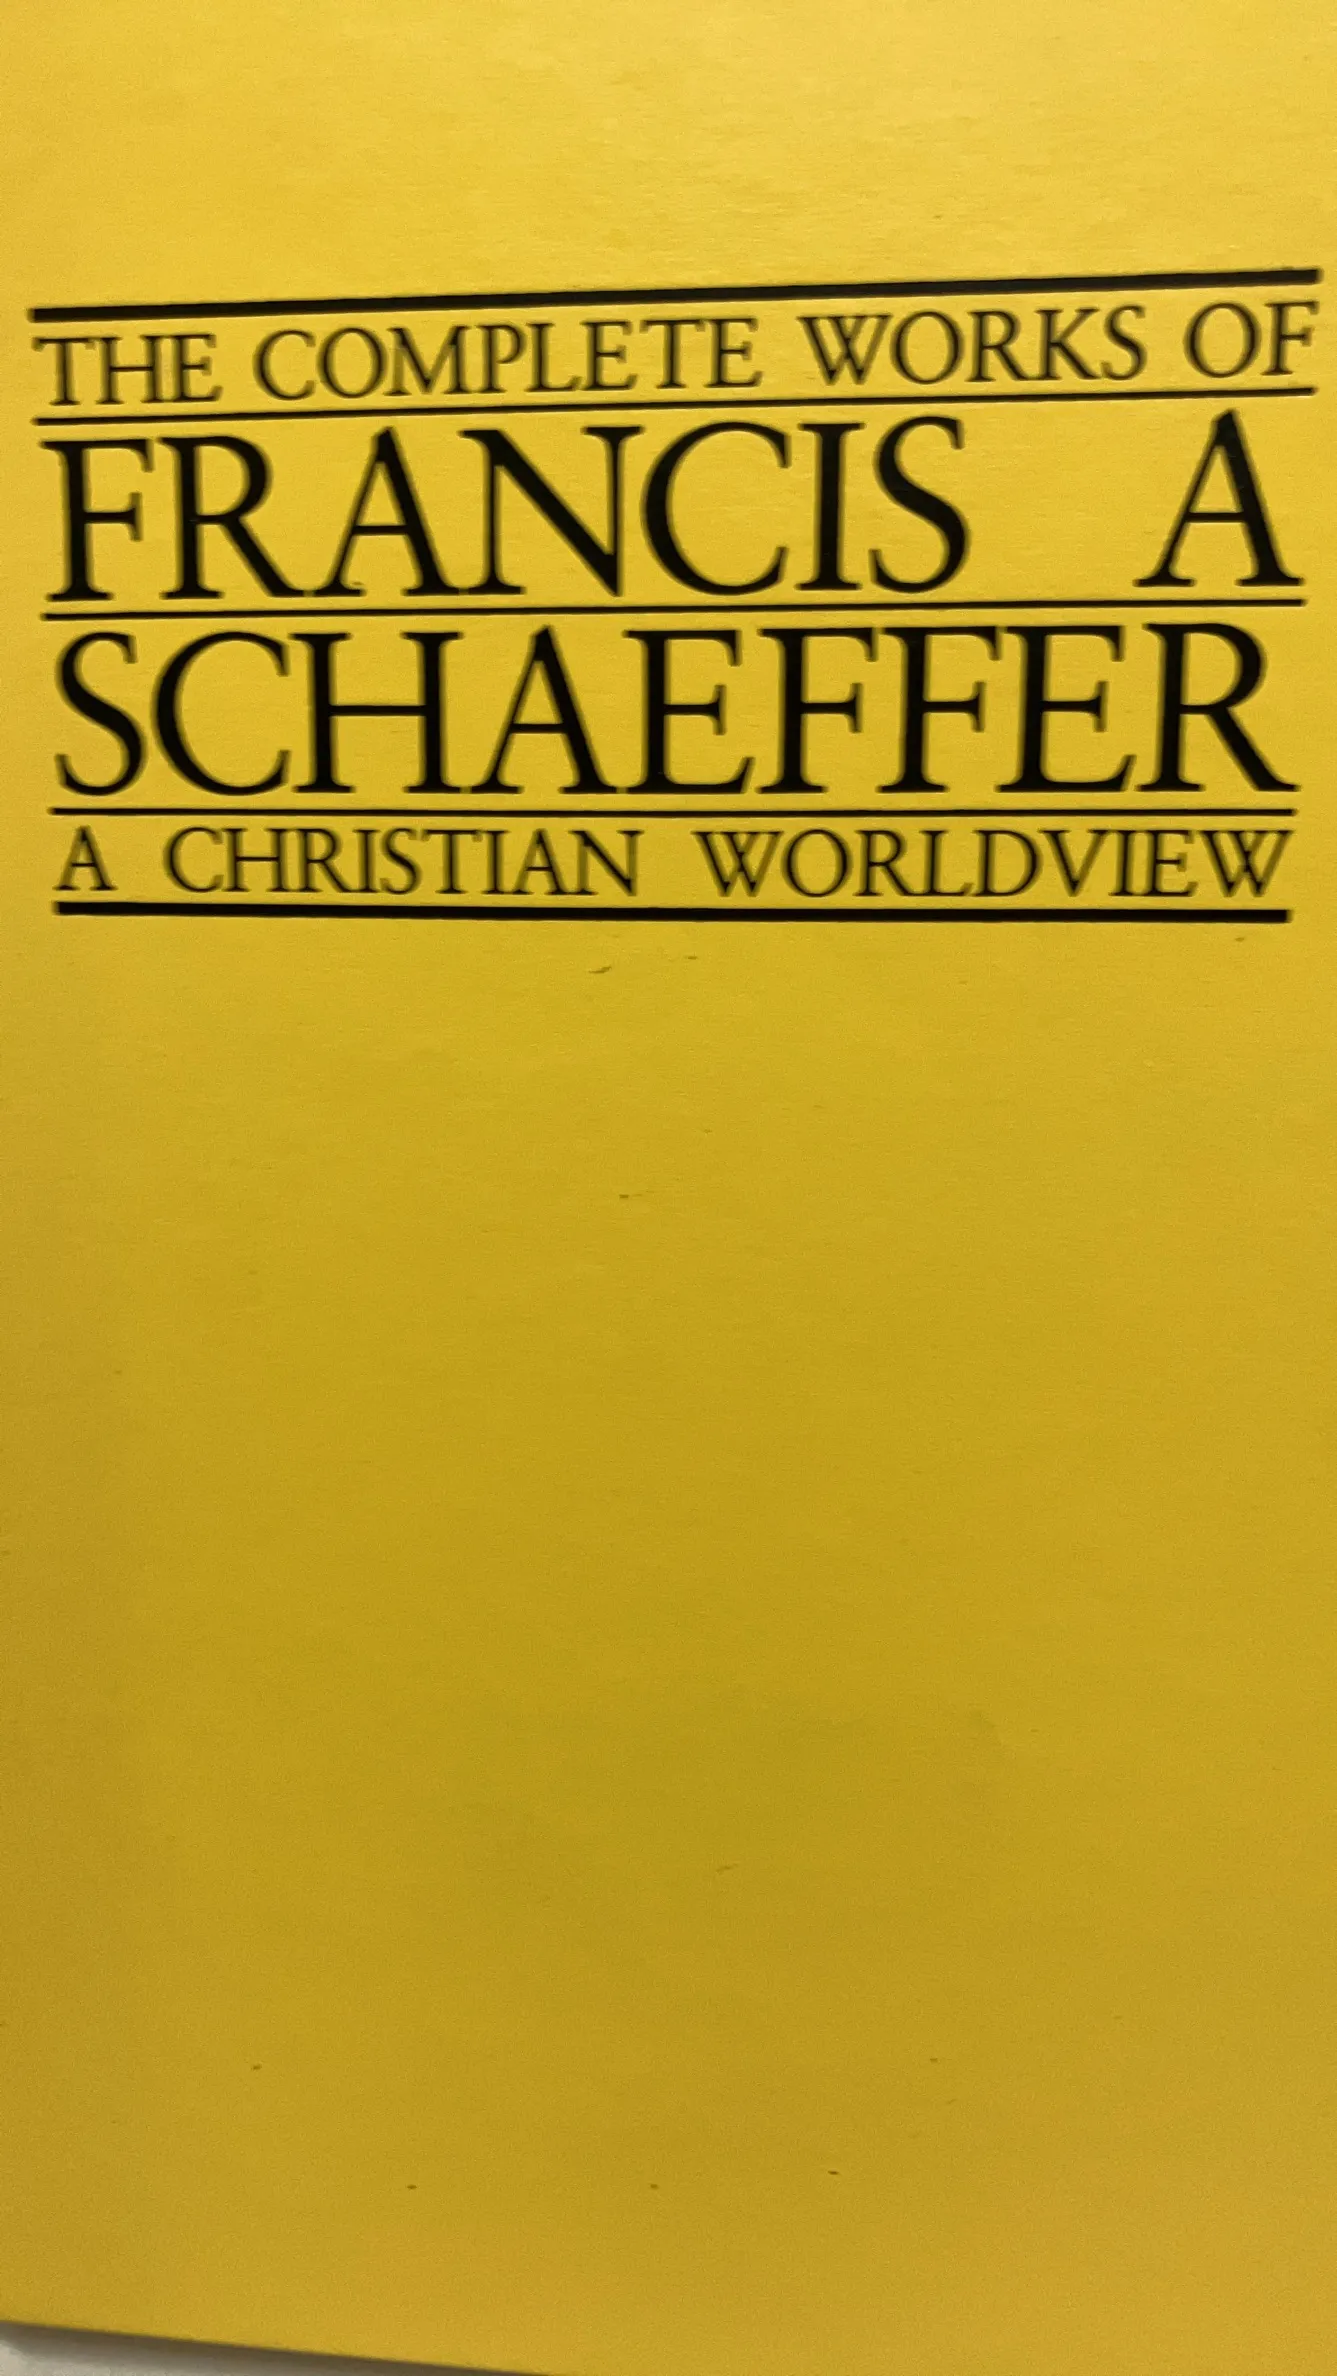 THE COMPLETE WORKS OF
FRANCIS A
SCHAEFFER
A CHRISTIAN WORLDVIEW